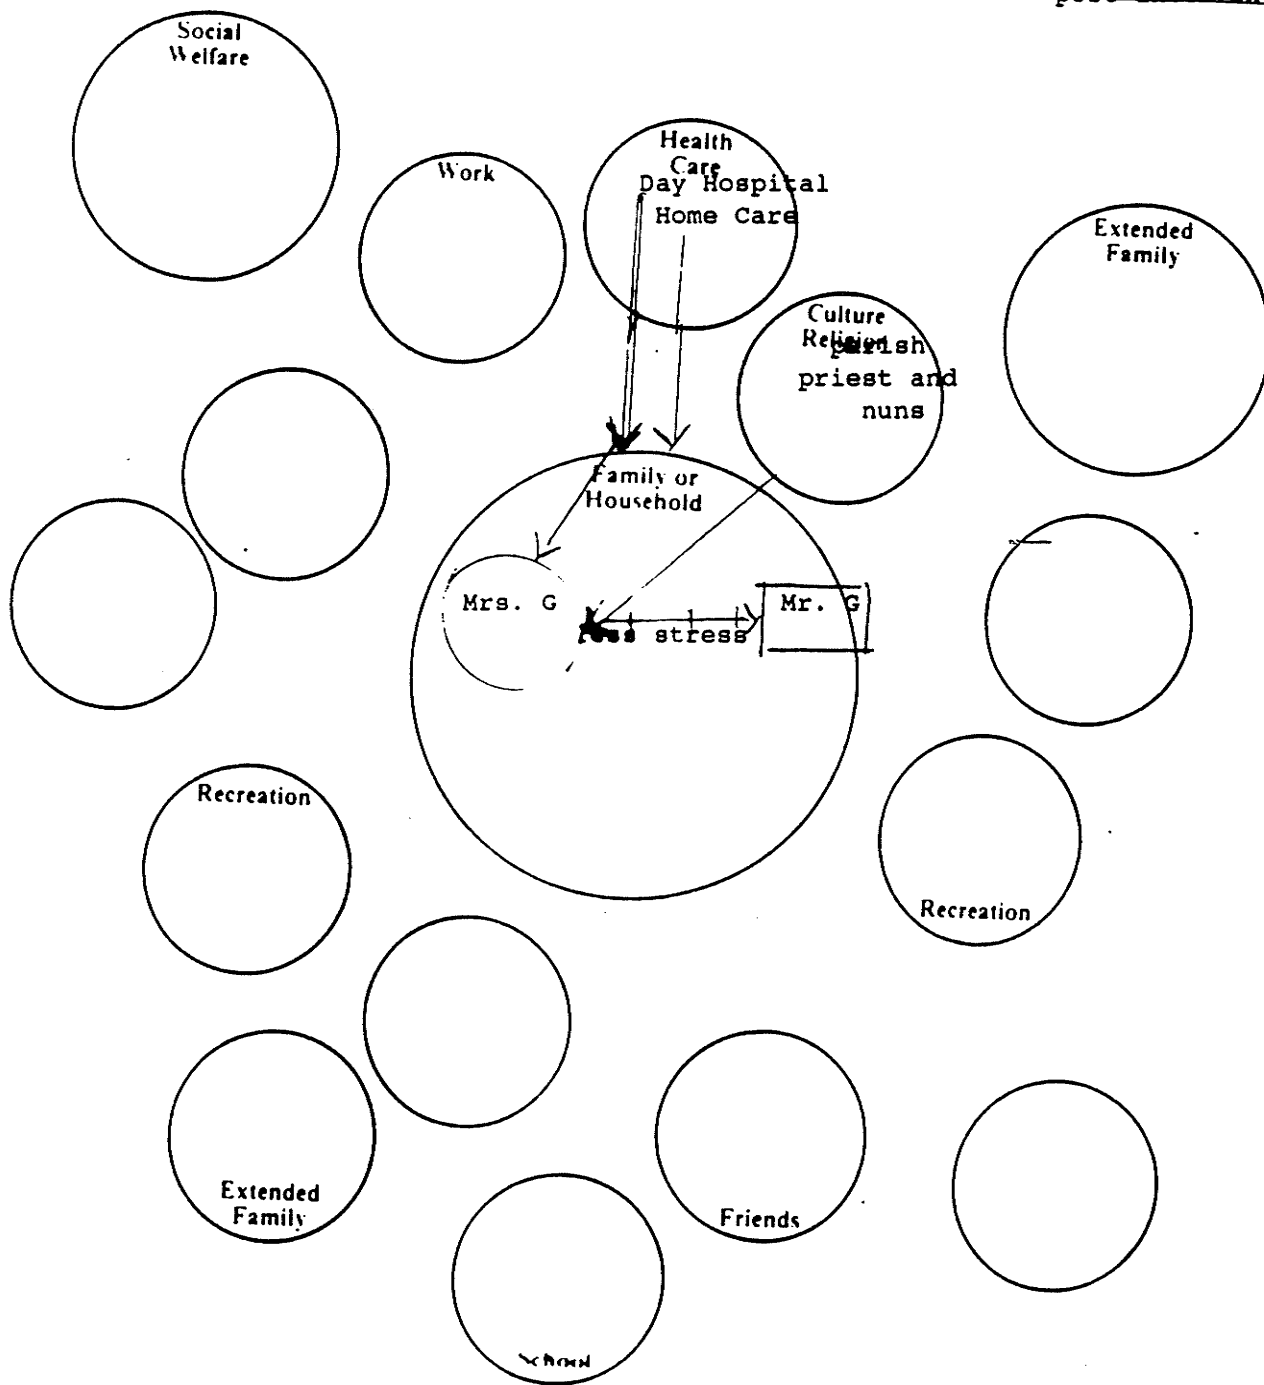 Social
Welfare
Work
Health
Care
Day Hospital
Home Care
Extended
Family
Culture
Religion
parish
priest and
nuns
Family or
Household
Mrs. G
Mr. G
less stress
Recreation
Recreation
Extended
Family
Friends
School